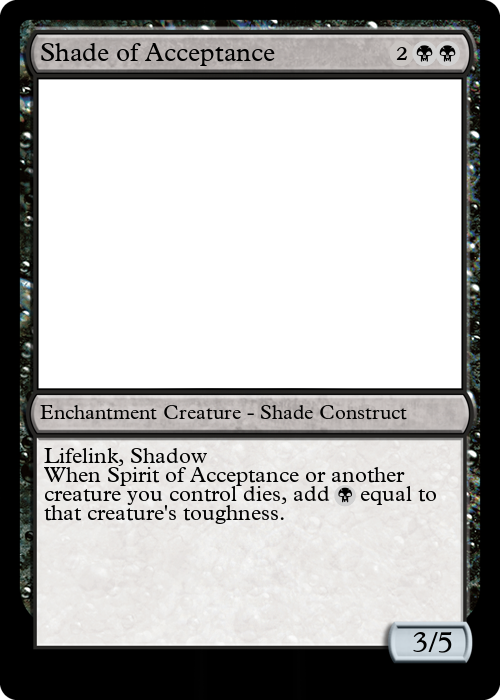 Shade of Acceptance 2
Enchantment Creature - Shade Construct
Lifelink, Shadow
When Spirit of Acceptance or another
creature you control dies, add equal to
that creature's toughness.
3/5